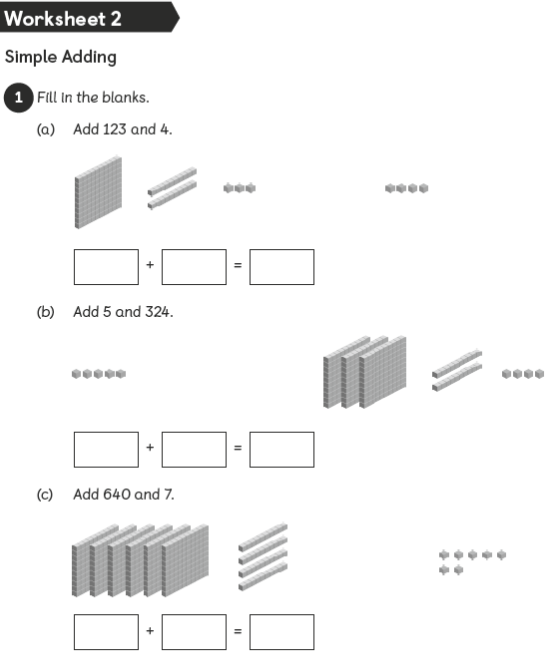 Worksheet 2
Simple Adding
1 Fill in the blanks.
(a) Add 123 and 4.
+ =
(b) Add 5 and 324.
+ =
(c) Add 640 and 7.
+ =